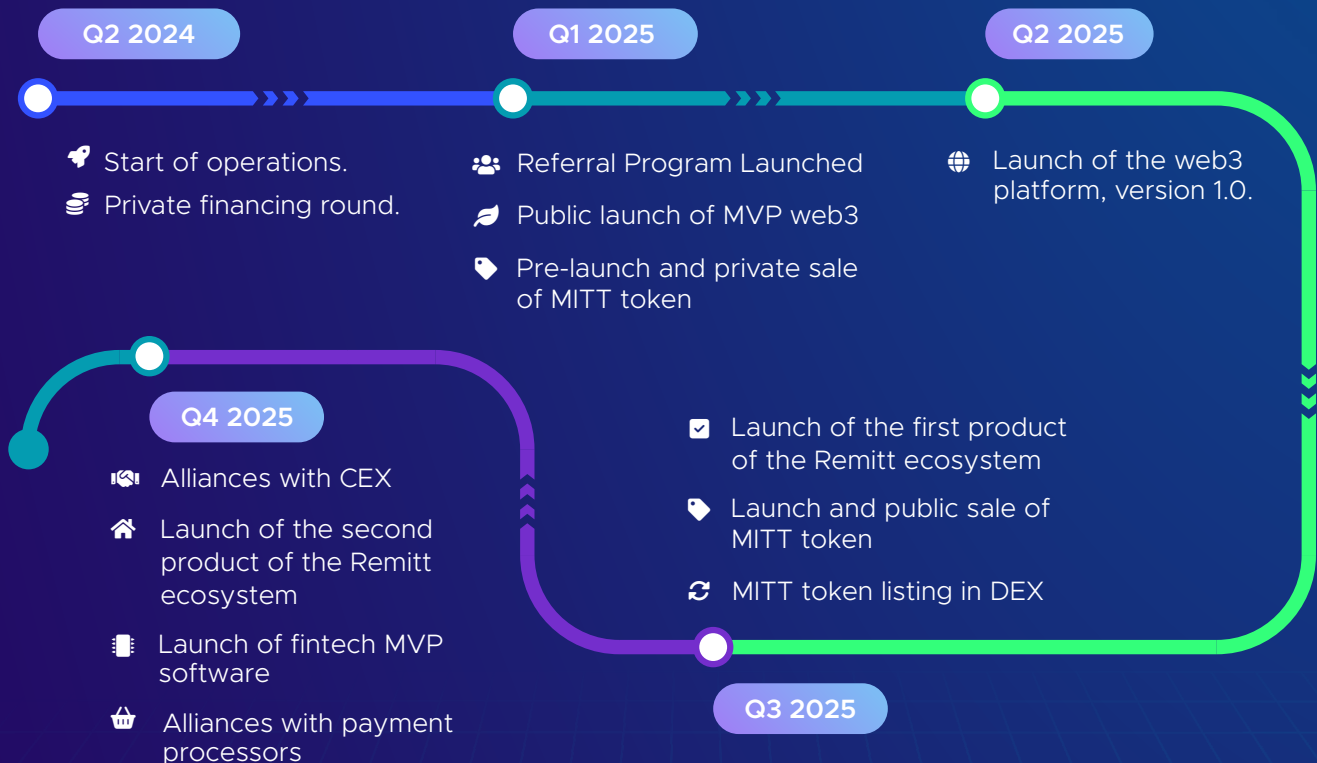 Q2 2024
Start of operations.
Private financing round.
Q1 2025
Referral Program Launched
Public launch of MVP web3
Pre-launch and private sale
of MITT token
Q2 2025
Launch of the web3
platform, version 1.0.
Launch of the first product
of the Remitt ecosystem
Launch and public sale of
MITT token
MITT token listing in DEX
Q3 2025
Q4 2025
Alliances with CEX
Launch of the second
product of the Remitt
ecosystem
Launch of fintech MVP
software
Alliances with payment
processors